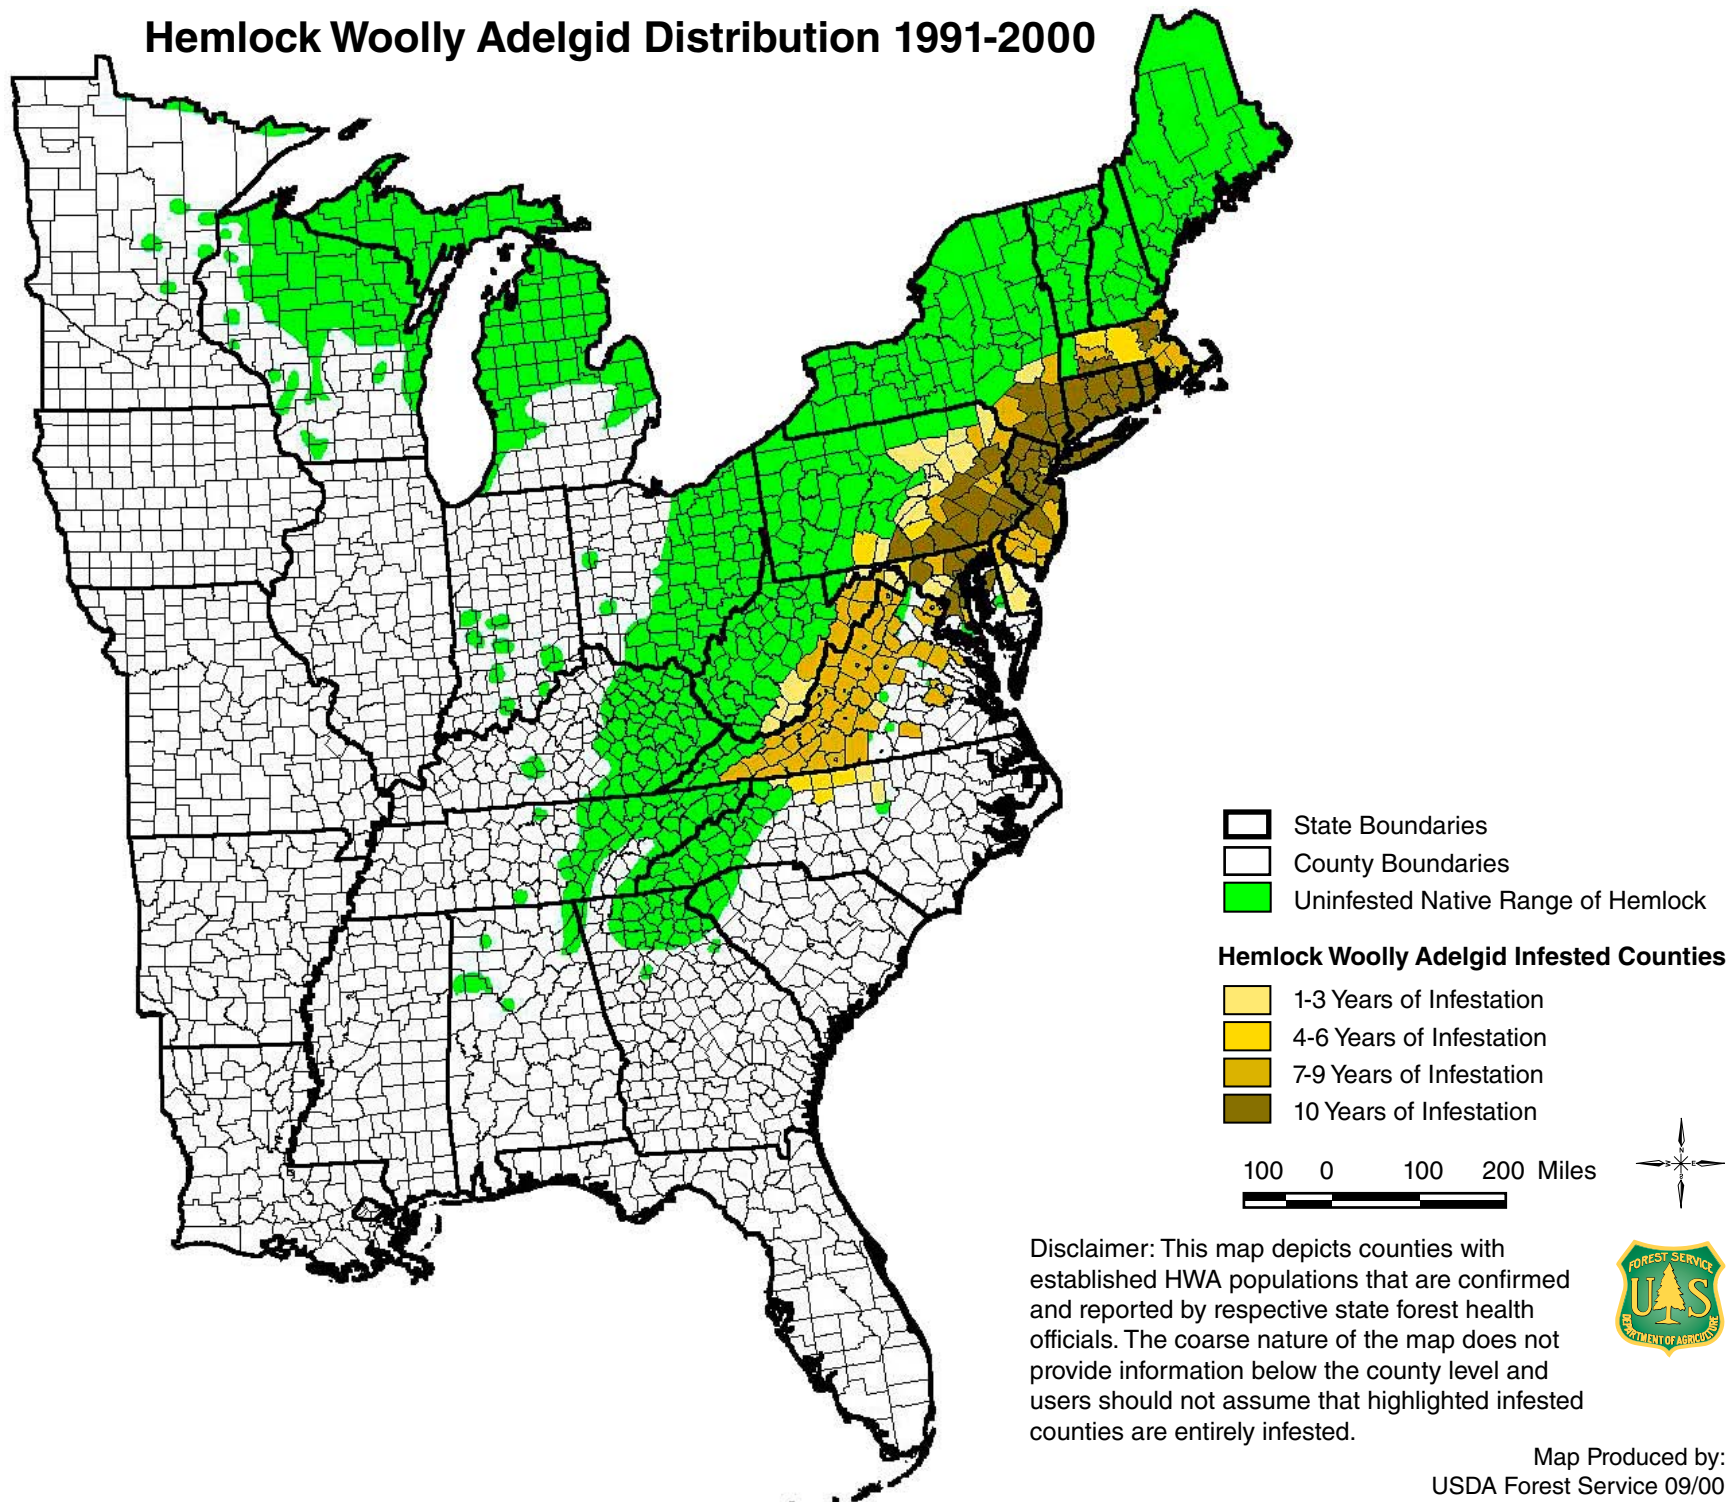 Hemlock Woolly Adelgid Distribution 1991-2000
State Boundaries
County Boundaries
Uninfested Native Range of Hemlock
Hemlock Woolly Adelgid Infested Counties
1-3 Years of Infestation
4-6 Years of Infestation
7-9 Years of Infestation
10 Years of Infestation
100 0 100 200 Miles
N
W E
S
Disclaimer: This map depicts counties with
established HWA populations that are confirmed
and reported by respective state forest health
officials. The coarse nature of the map does not
provide information below the county level and
users should not assume that highlighted infested
counties are entirely infested.
FOREST SERVICE
U S
DEPARTMENT OF AGRICULTURE
Map Produced by:
USDA Forest Service 09/00